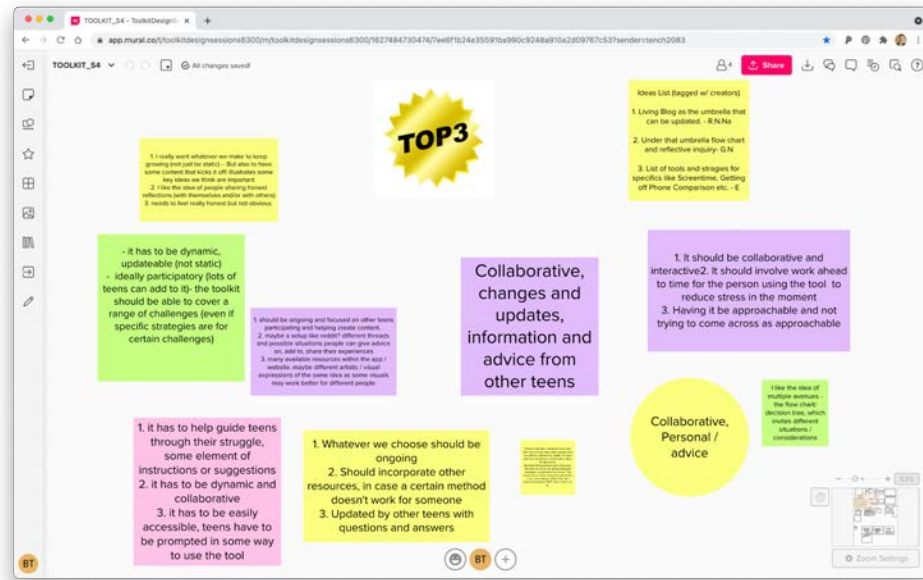 TOOLKIT_S4 - ToolkitDesignSe
app.mural.co/t/toolkitdesignsessions6300/m/toolkitdesignsessions6300/1627484730474/7ee6f1b24e35591ba990c9248a910a2d09767c53?sender=tench2083
TOOLKIT_S4
All changes saved!
4
Share
TOP3
Ideas List (tagged w/ creators)
1. Living Blog as the umbrella that
can be updated. - R.N.Na
2. Under that umbrella flow chart
and reflective inquiry- G.N
3. List of tools and stragies for
specifics like Screentime, Getting
off Phone Comparison etc. - E
1. I really want whatever we make to keep
growing (not just be static) - But also to have
some content that kicks it off/ illustrates some
key ideas we think are important
2. I like the idea of people sharing honest
reflections (with themselves and/or with others)
3. needs to feel really honest but not obvious
- it has to be dynamic,
updateable (not static)
- ideally participatory (lots of
teens can add to it)- the toolkit
should be able to cover a
range of challenges (even if
specific strategies are for
certain challenges)
1. should be ongoing and focused on other teens
participating and helping create content.
2. maybe a setup like reddit? different threads
and possible situations people can give advice
on, add to, share their experiences
3. many available resources within the app /
website. maybe different artistic / visual
expressions of the same idea as some visuals
may work better for different people
Collaborative,
changes and
updates,
information and
advice from
other teens
1. It should be collaborative and
interactive2. It should involve work ahead
to time for the person using the tool to
reduce stress in the moment
3. Having it be approachable and not
trying to come across as approachable
1. it has to help guide teens
through their struggle,
some element of
instructions or suggestions
2. it has to be dynamic and
collaborative
3. it has to be easily
accessible, teens have to
be prompted in some way
to use the tool
1. Whatever we choose should be
ongoing
2. Should incorporate other
resources, in case a certain method
doesn't work for someone
3. Updated by other teens with
questions and answers
Collaborative,
Personal /
advice
I like the idea of
multiple avenues -
the flow chart/
decision tree, which
invites different
situations /
considerations
53%
Zoom Settings
BT
BT